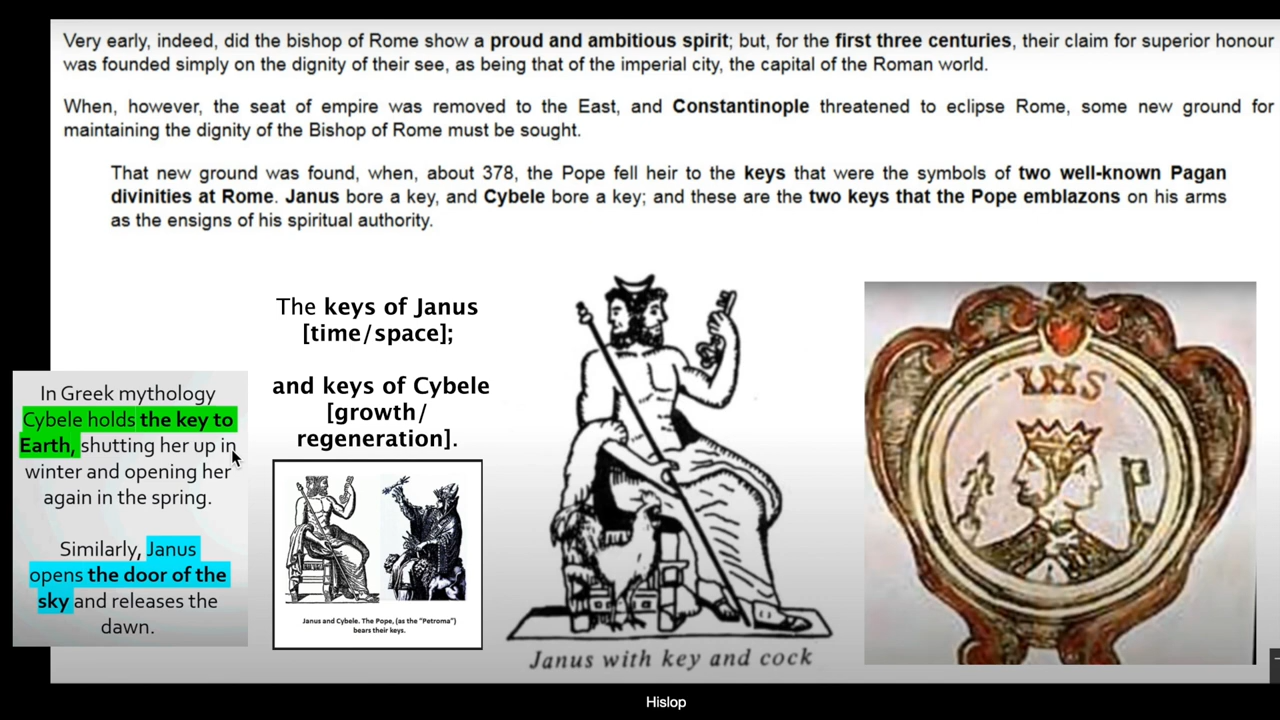 Very early, indeed, did the bishop of Rome show a proud and ambitious spirit; but, for the first three centuries, their claim for superior honour
was founded simply on the dignity of their see, as being that of the imperial city, the capital of the Roman world.
When, however, the seat of empire was removed to the East, and Constantinople threatened to eclipse Rome, some new ground for
maintaining the dignity of the Bishop of Rome must be sought.
That new ground was found, when, about 378, the Pope fell heir to the keys that were the symbols of two well-known Pagan
divinities at Rome. Janus bore a key, and Cybele bore a key; and these are the two keys that the Pope emblazons on his arms
as the ensigns of his spiritual authority.
In Greek mythology
Cybele holds the key to
Earth, shutting her up in
winter and opening her
again in the spring.
Similarly, Janus
opens the door of the
sky and releases the
dawn.
The keys of Janus
[time/space];
and keys of Cybele
[growth/
regeneration].
Janus and Cybele. The Pope, (as the "Petroma")
bears their keys.
Janus with key and cock
IHS
Hislop